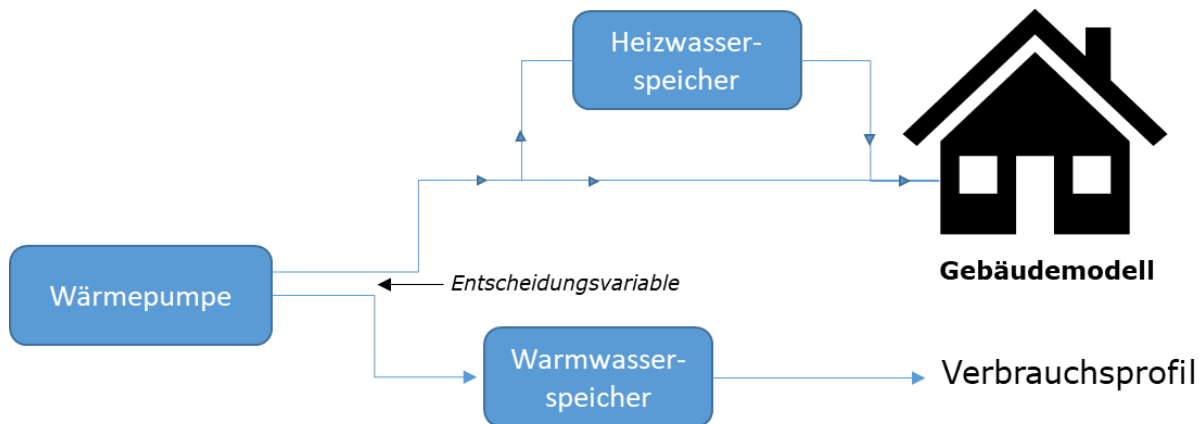 Heizwasser-
speicher
Gebäudemodell
Wärmepumpe
Entscheidungsvariable
Warmwasser-
speicher
Verbrauchsprofil